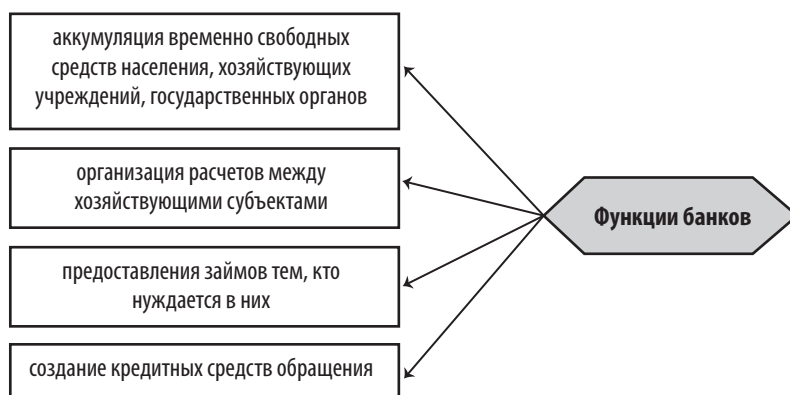 аккумуляция временно свободных
средств населения, хозяйствующих
учреждений, государственных органов
организация расчетов между
хозяйствующими субъектами
Функции банков
предоставления займов тем, кто
нуждается в них
создание кредитных средств обращения